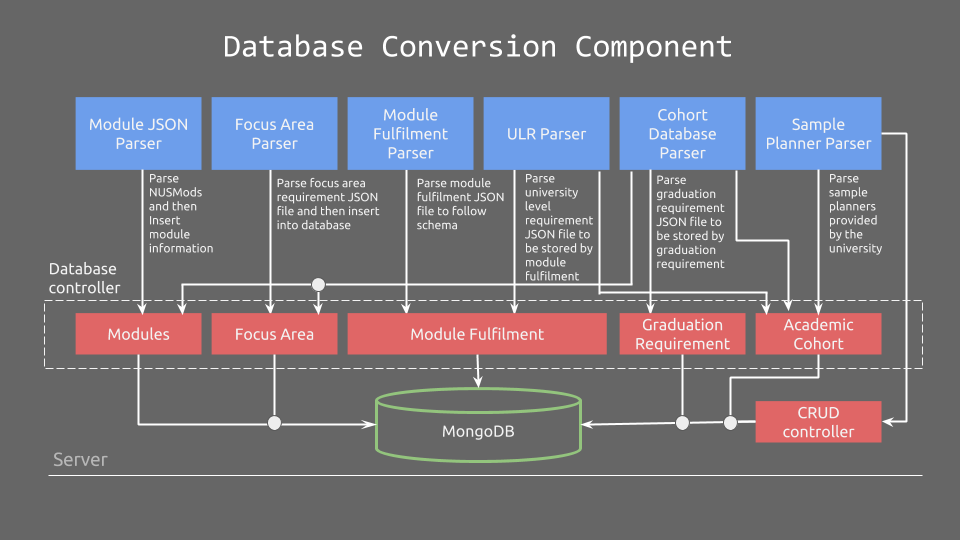 Database Conversion Component
Module JSON
Parser
Focus Area
Parser
Module
Fulfilment
Parser
ULR Parser
Cohort
Database
Parser
Sample
Planner Parser
Parse
NUSMods
and then
Insert
module
information
Parse focus area
requirement JSON
file and then insert
into database
Parse module
fulfilment JSON
file to follow
schema
Parse
university
level
requirement
JSON file to
be stored by
module
fulfilment
Parse
graduation
requirement
JSON file to
be stored by
graduation
requirement
Parse
sample
planners
provided
by the
university
Database
controller
Modules
Focus Area
Module Fulfilment
Graduation
Requirement
Academic
Cohort
MongoDB
CRUD
controller
Server